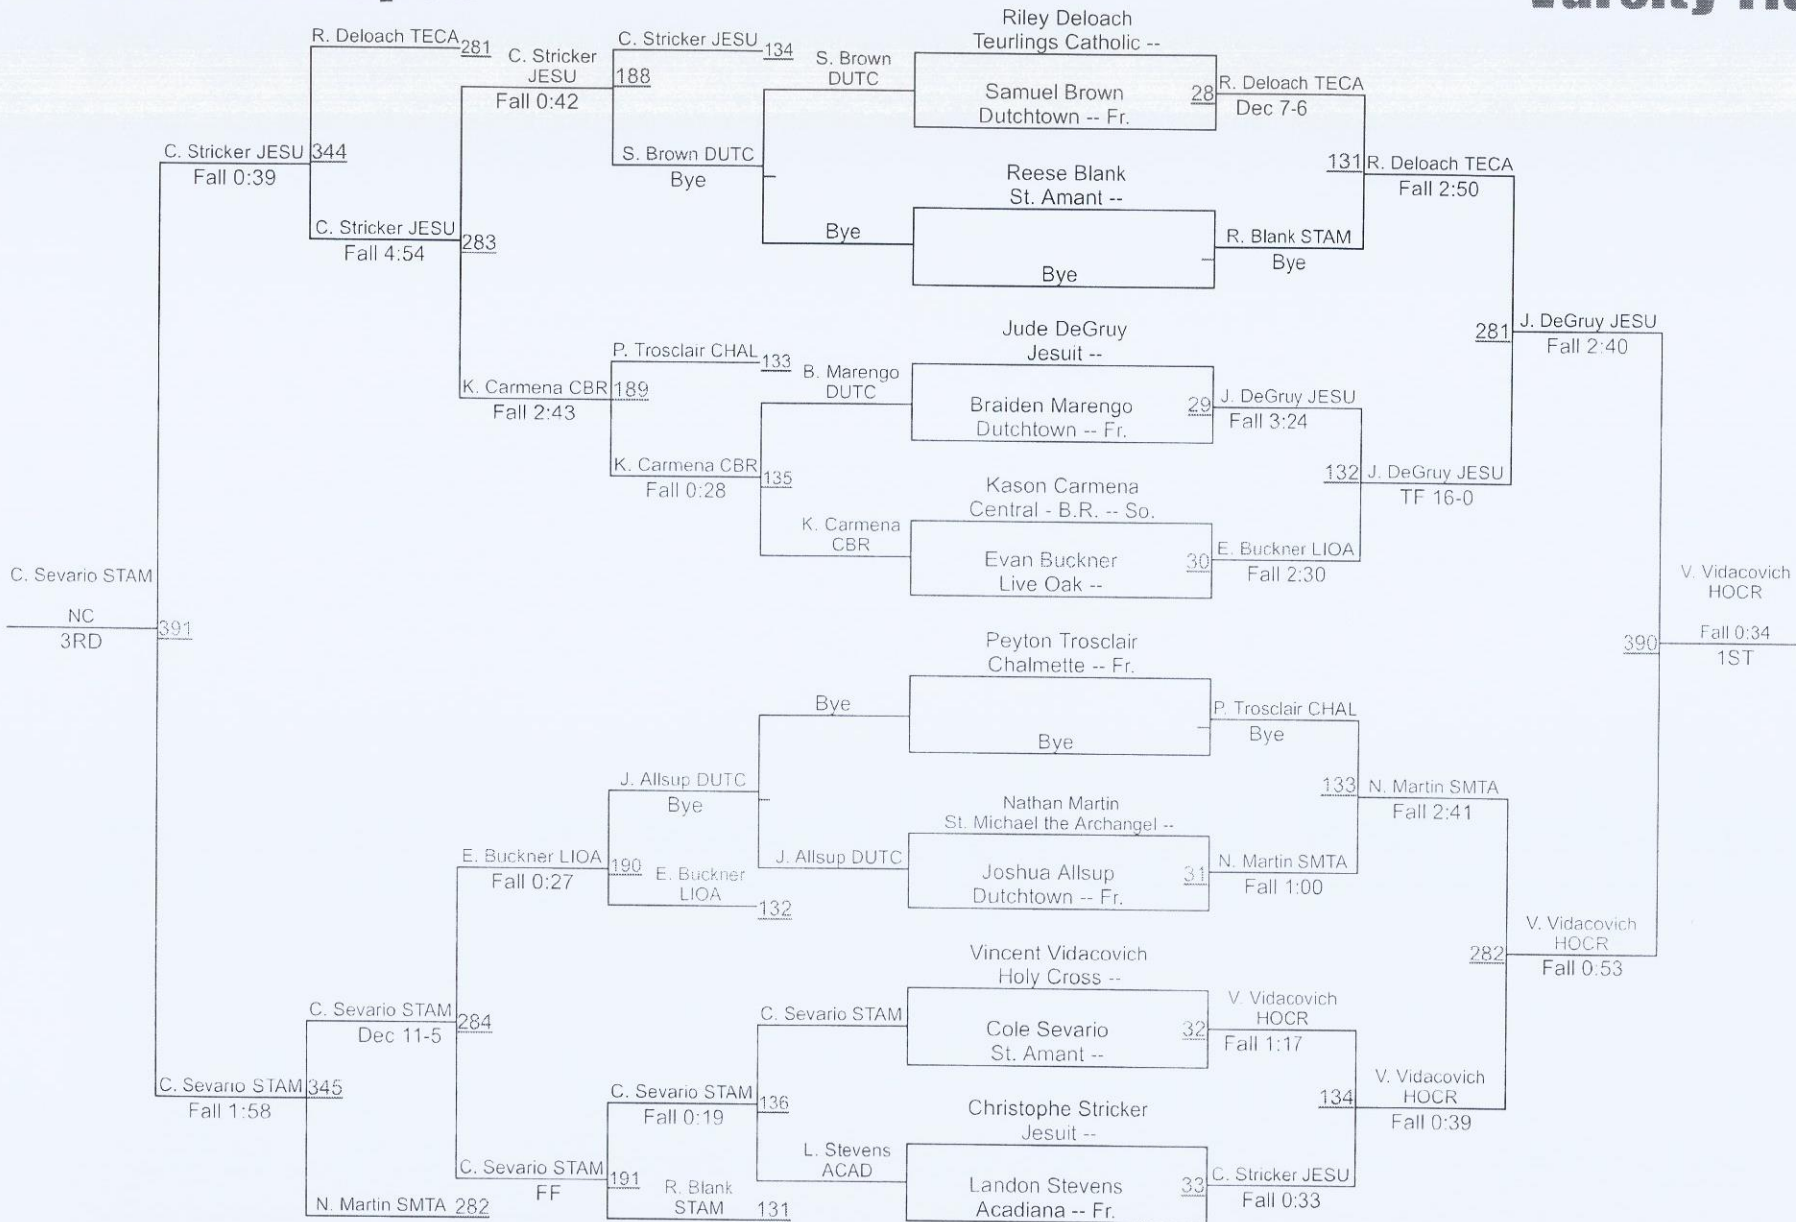 Riley Deloach
Teurlings Catholic --
R. Deloach TECA
281
C. Stricker
JESU
Fall 0:42
C. Stricker JESU
134
188
S. Brown
DUTC
Samuel Brown
Dutchtown -- Fr.
28
R. Deloach TECA
Dec 7-6
C. Stricker JESU
344
Fall 0:39
S. Brown DUTC
Bye
Reese Blank
St. Amant --
131
R. Deloach TECA
Fall 2:50
C. Stricker JESU
Fall 4:54
283
Bye
Bye
R. Blank STAM
Bye
Jude DeGruy
Jesuit --
281
J. DeGruy JESU
Fall 2:40
P. Trosclair CHAL
133
B. Marengo
DUTC
K. Carmena CBR
189
Fall 2:43
Braiden Marengo
Dutchtown -- Fr.
29
J. DeGruy JESU
Fall 3:24
K. Carmena CBR
Fall 0:28
135
Kason Carmena
Central - B.R. -- So.
132
J. DeGruy JESU
TF 16-0
K. Carmena
CBR
Evan Buckner
Live Oak --
30
E. Buckner LIOA
Fall 2:30
C. Sevario STAM
NC
3RD
391
V. Vidacovich
HOCR
Fall 0:34
1ST
390
Peyton Trosclair
Chalmette -- Fr.
Bye
Bye
P. Trosclair CHAL
Bye
J. Allsup DUTC
Bye
Nathan Martin
St. Michael the Archangel --
133
N. Martin SMTA
Fall 2:41
E. Buckner LIOA
Fall 0:27
190
E. Buckner
LIOA
132
J. Allsup DUTC
Joshua Allsup
Dutchtown -- Fr.
31
N. Martin SMTA
Fall 1:00
Vincent Vidacovich
Holy Cross --
282
V. Vidacovich
HOCR
Fall 0:53
C. Sevario STAM
Dec 11-5
284
C. Sevario STAM
Cole Sevario
St. Amant --
32
V. Vidacovich
HOCR
Fall 1:17
C. Sevario STAM
345
Fall 1:58
C. Sevario STAM
Fall 0:19
136
Christophe Stricker
Jesuit --
134
V. Vidacovich
HOCR
Fall 0:39
C. Sevario STAM
FF
191
R. Blank
STAM
131
L. Stevens
ACAD
Landon Stevens
Acadiana -- Fr.
33
C. Stricker JESU
Fall 0:33
N. Martin SMTA
282